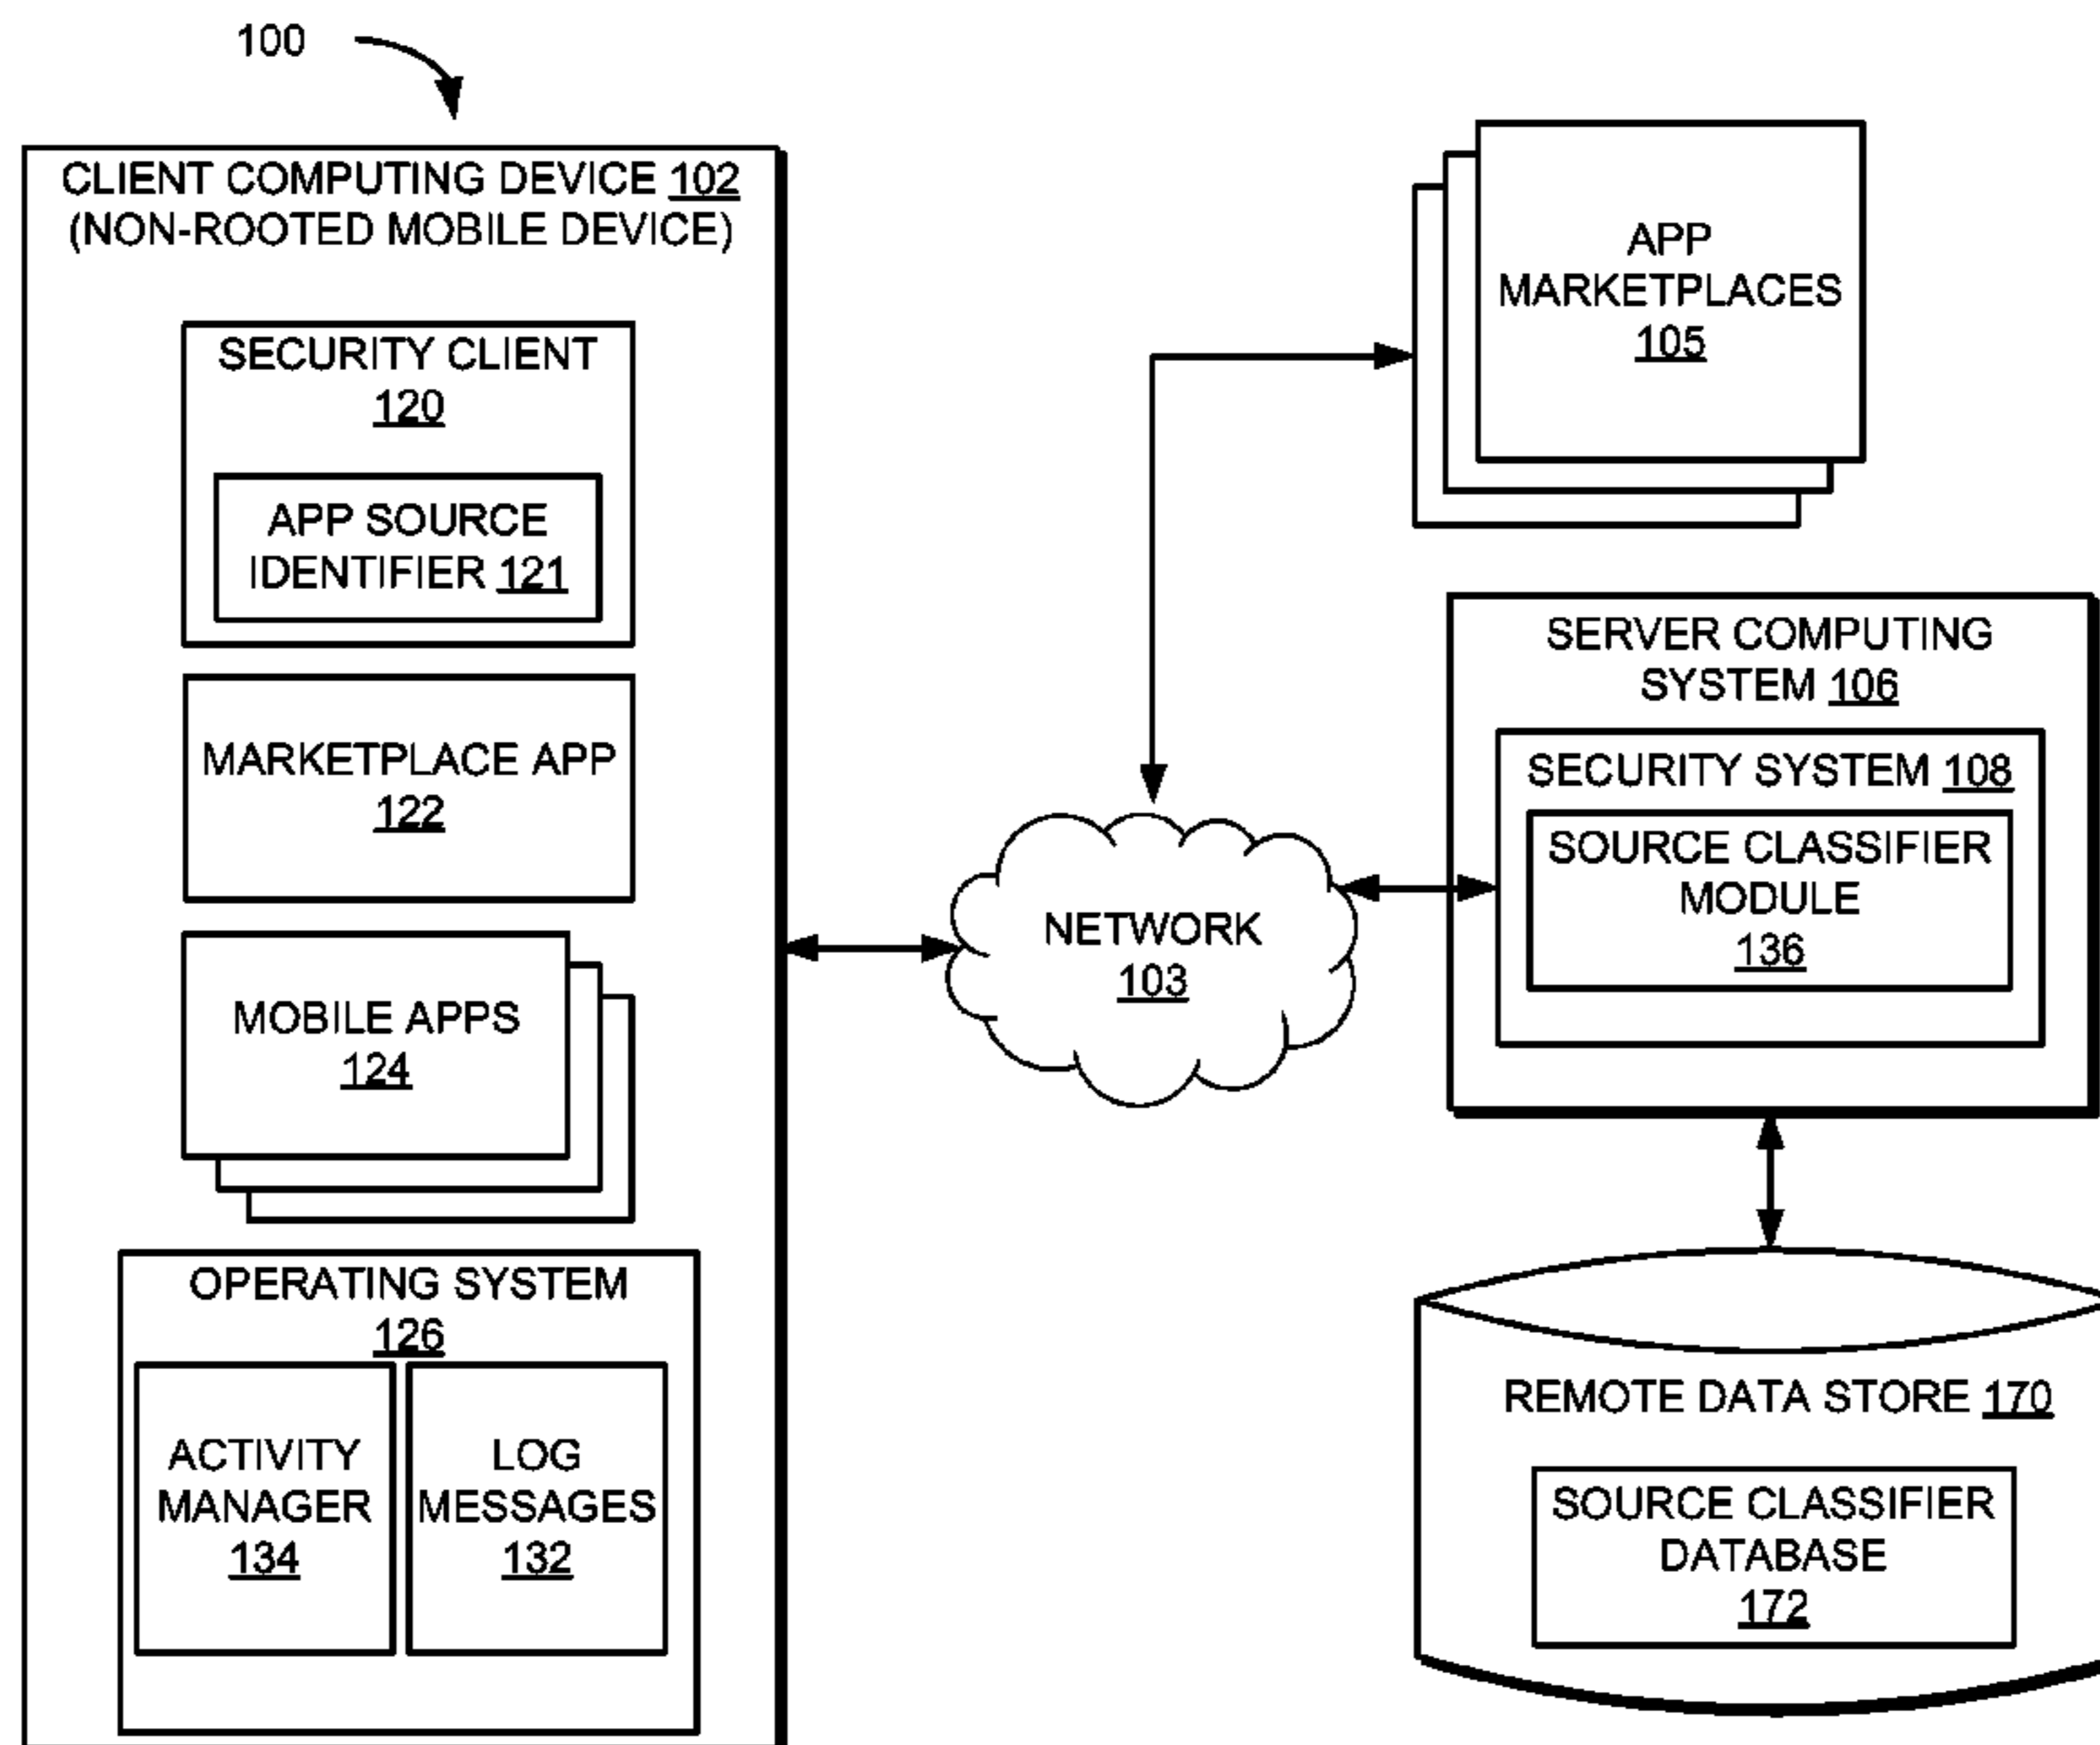 100
CLIENT COMPUTING DEVICE 102
(NON-ROOTED MOBILE DEVICE)
SECURITY CLIENT
120
APP SOURCE
IDENTIFIER 121
MARKETPLACE APP
122
MOBILE APPS
124
OPERATING SYSTEM
126
ACTIVITY
MANAGER
134
LOG
MESSAGES
132
NETWORK
103
APP
MARKETPLACES
105
SERVER COMPUTING
SYSTEM 106
SECURITY SYSTEM 108
SOURCE CLASSIFIER
MODULE
136
REMOTE DATA STORE 170
SOURCE CLASSIFIER
DATABASE
172